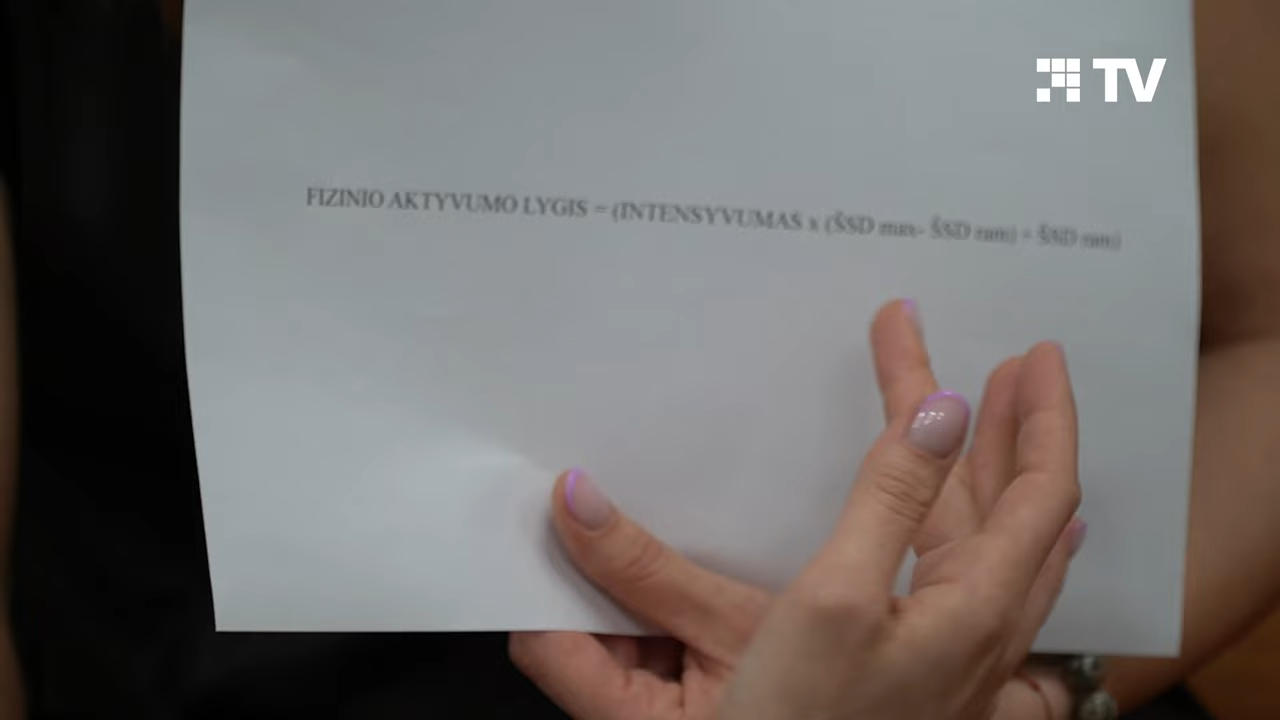 TV
FIZINIO AKTYVUMO LYGIS = (INTENSYVUMAS x (ŠSD max- ŠSD ram) + ŠSD ram)